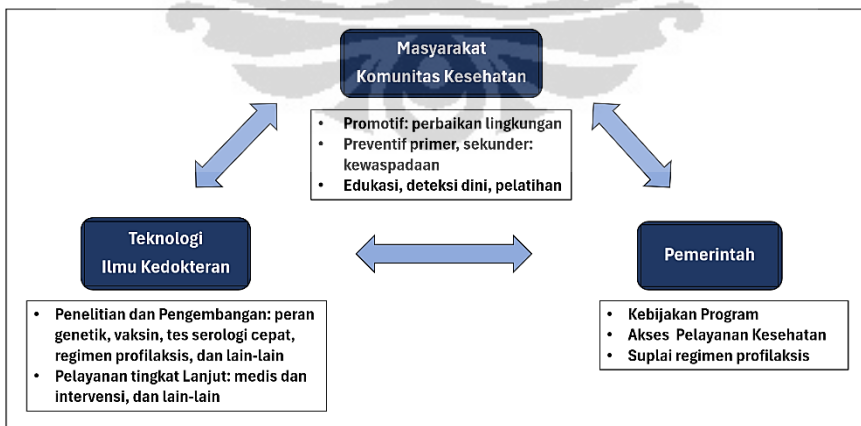 Masyarakat
Komunitas Kesehatan
• Promotif: perbaikan lingkungan
• Preventif primer, sekunder:
kewaspadaan
• Edukasi, deteksi dini, pelatihan
Teknologi
Ilmu Kedokteran
• Penelitian dan Pengembangan: peran
genetik, vaksin, tes serologi cepat,
regimen profilaksis, dan lain-lain
• Pelayanan tingkat Lanjut: medis dan
intervensi, dan lain-lain
Pemerintah
• Kebijakan Program
• Akses Pelayanan Kesehatan
• Suplai regimen profilaksis